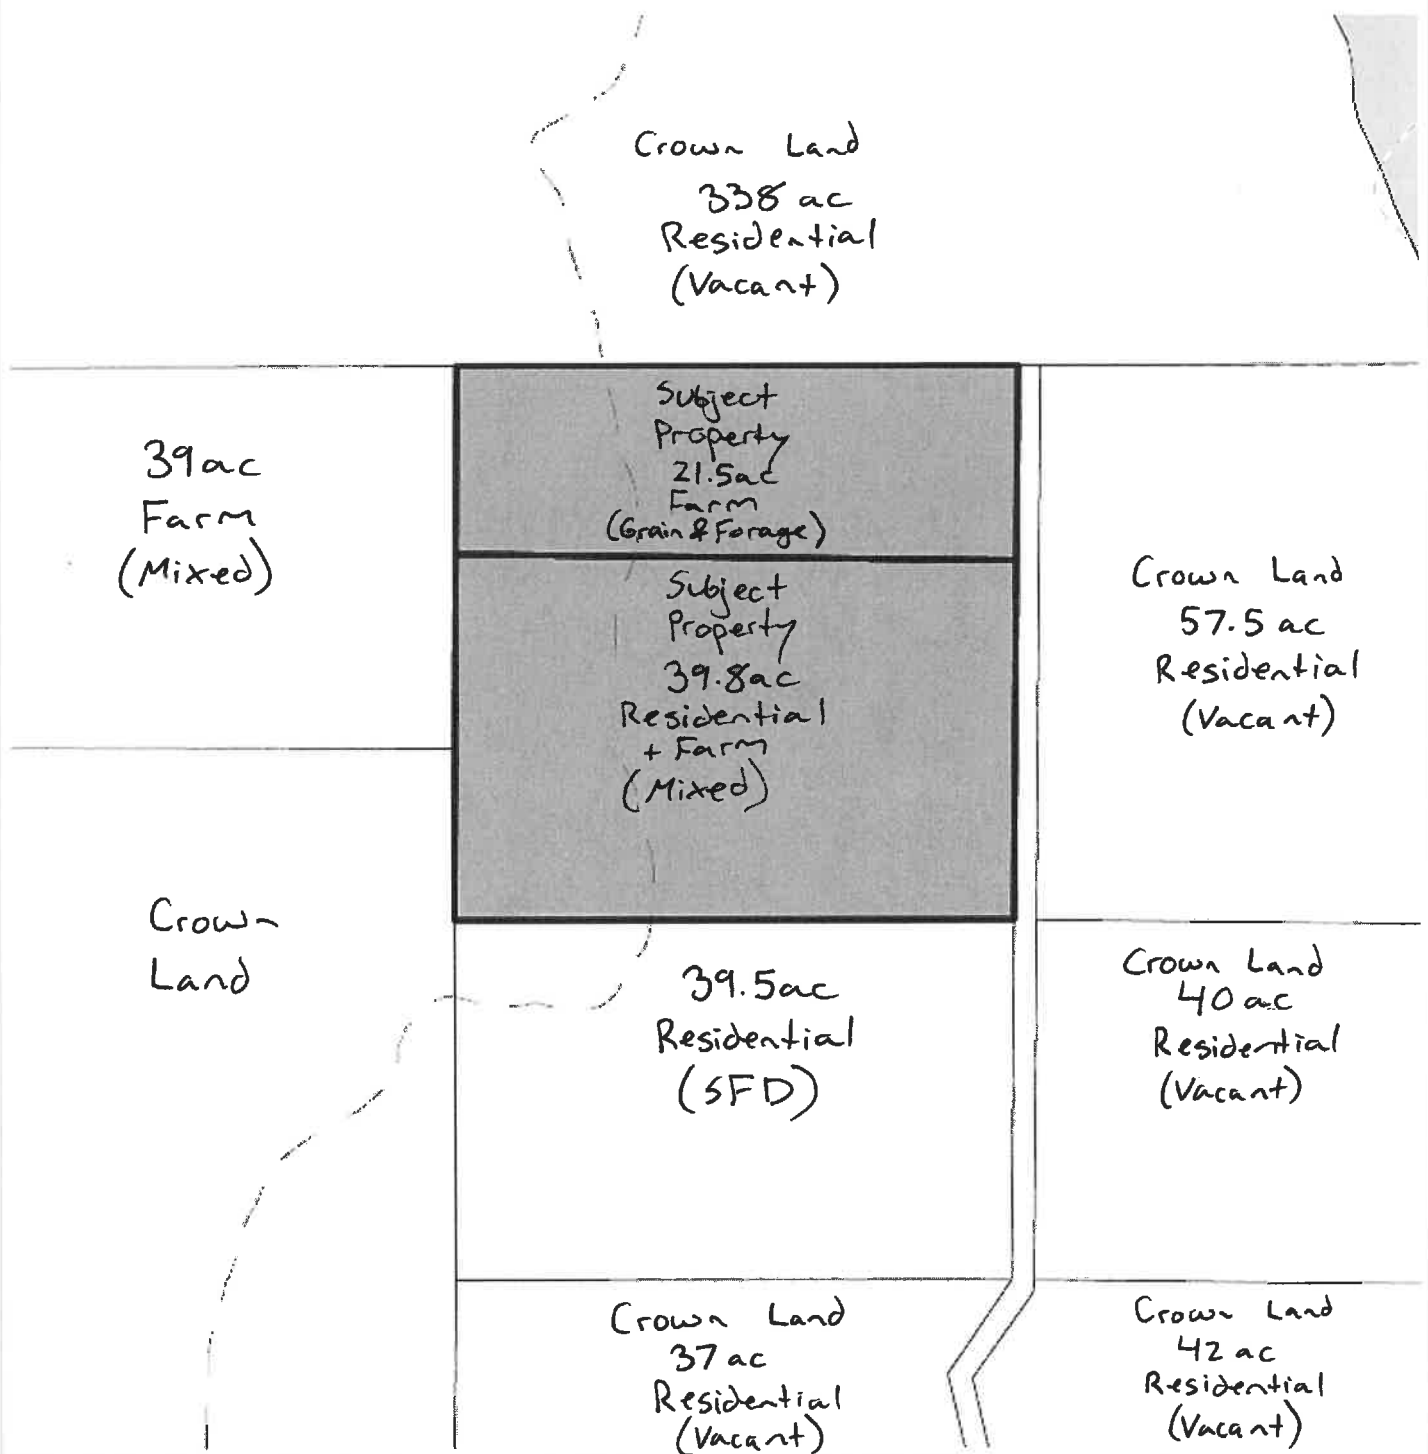 Crown Land
338 ac
Residential
(Vacant)
Subject
Property
21.5ac
Farm
(Grain & Forage)
39ac
Farm
(Mixed)
Subject
Property
39.8ac
Residential
+ Farm
(Mixed)
Crown Land
57.5 ac
Residential
(Vacant)
Crown
Land
39.5ac
Residential
(SFD)
Crown Land
40 ac
Residential
(Vacant)
Crown Land
37 ac
Residential
(Vacant)
Crown Land
42 ac
Residential
(Vacant)